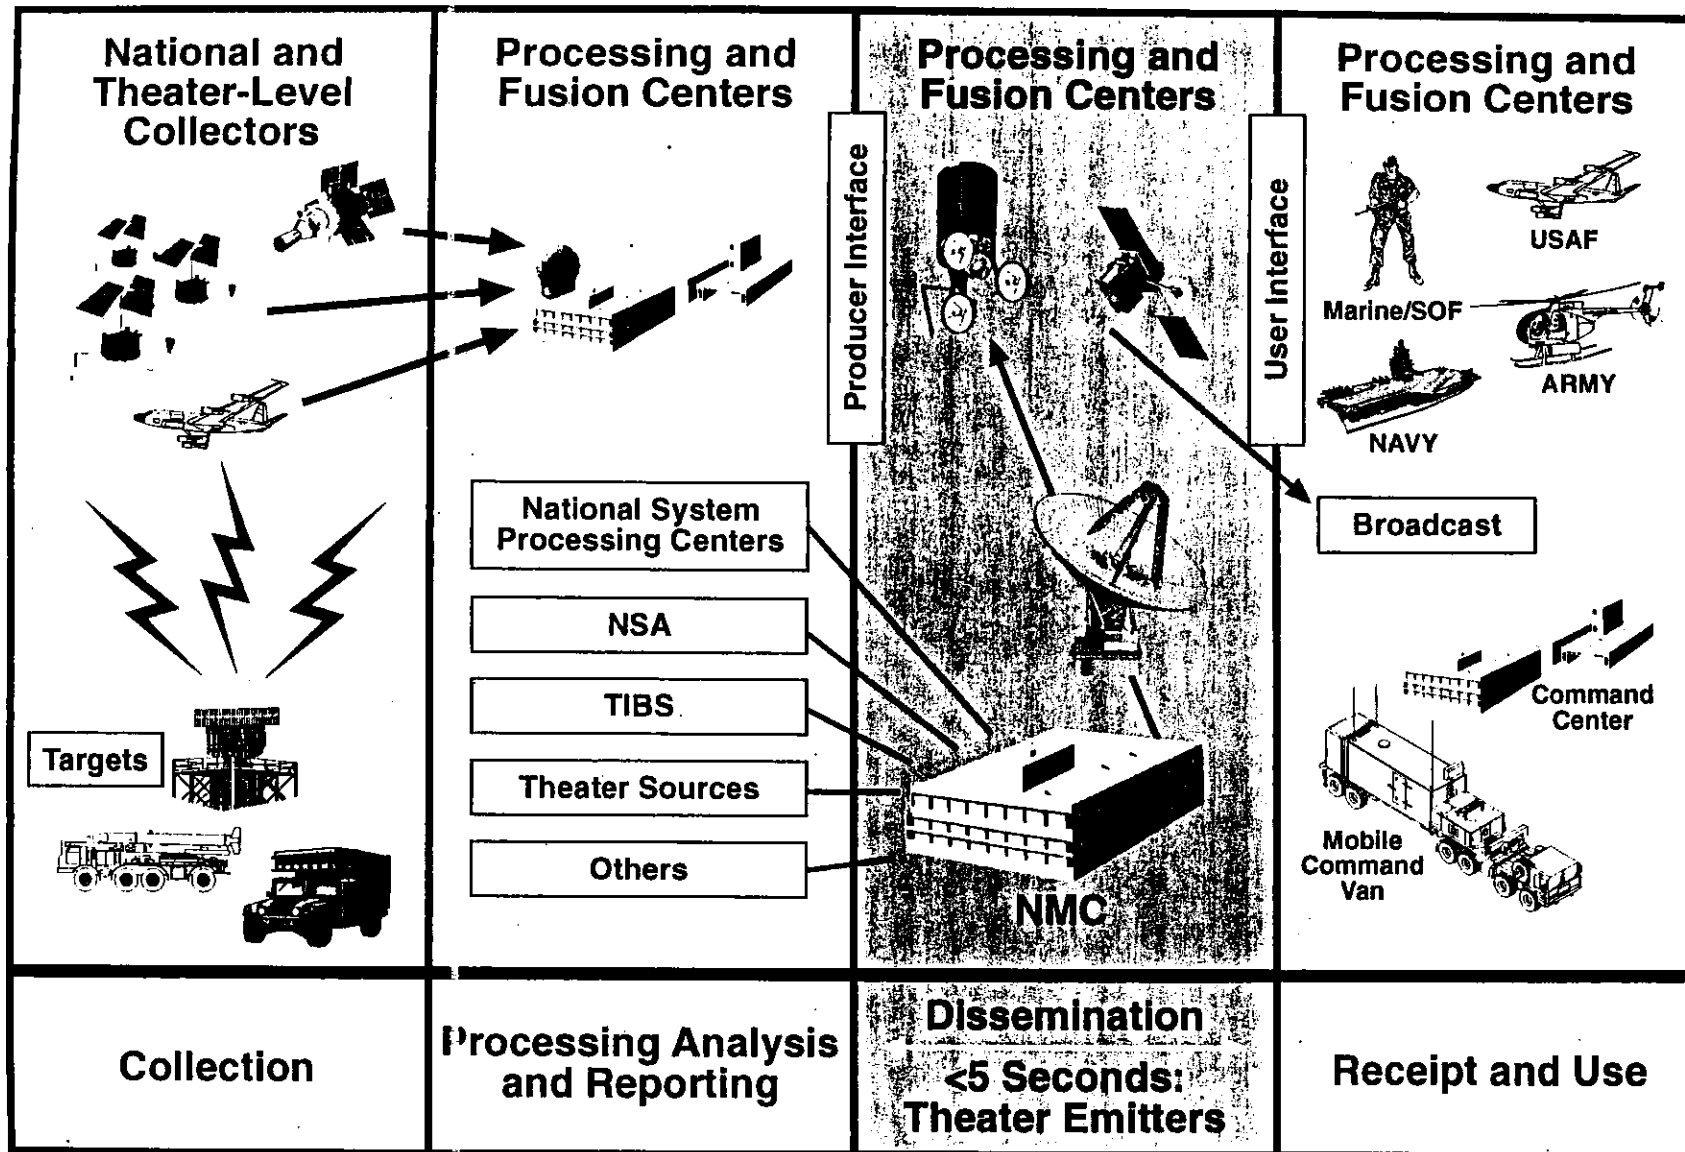 National and
Theater-Level
Collectors
Targets
Collection
Processing and
Fusion Centers
National System
Processing Centers
NSA
TIBS
Theater Sources
Others
Processing Analysis
and Reporting
Producer Interface
Processing and
Fusion Centers
NMC
Dissemination
<5 Seconds:
Theater Emitters
User Interface
Processing and
Fusion Centers
USAF
Marine/SOF
ARMY
NAVY
Broadcast
Command
Center
Mobile
Command
Van
Receipt and Use